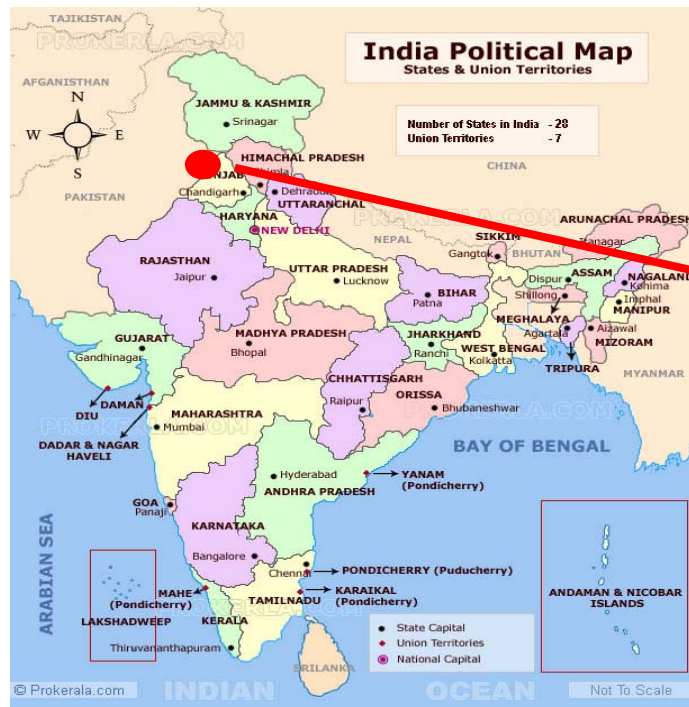 TAJIKISTAN
PROKERLA.COM
India Political Map
States & Union Territories
AFGANISTHAN
N
W
E
S
JAMMU & KASHMIR
Srinagar
Number of States in India - 28
Union Territories - 7
HIMACHAL PRADESH
CHINA
PAKISTAN
Chandigarh
UTTARANCHAL
HARYANA
NEW DELHI
PROKERLA.COM
ARUNACHAL PRADESH
Itanagar
NEPAL
SIKKIM
Gangtok
BHUTAN
RAJASTHAN
Jaipur
UTTAR PRADESH
Lucknow
BIHAR
Patna
Dispur
ASSAM
NAGALAND
Kohima
Shillong
Imphal
MANIPUR
MEGHALAYA
Agartala
Aizawal
MIZORAM
TRIPURA
MYANMAR
GUJARAT
Gandhinagar
MADHYA PRADESH
Bhopal
JHARKHAND
Ranchi
WEST BENGAL
Kolkatta
CHHATTISGARH
Raipur
ORISSA
Bhubaneshwar
DIU
DAMAN
DADAR & NAGAR
HAVELI
MAHARASHTRA
Mumbai
BAY OF BENGAL
Hyderabad
ANDHRA PRADESH
YANAM
(Pondicherry)
GOA
Panaji
KARNATAKA
Bangalore
ARABIAN SEA
Chennai
PONDICHERRY (Puducherry)
MAHE
(Pondicherry)
KARAIKAL
(Pondicherry)
TAMILNADU
LAKSHADWEEP
KERALA
Thiruvananthapuram
ANDAMAN & NICOBAR
ISLANDS
State Capital
Union Territories
National Capital
SRILANKA
© Prokerala.com
INDIAN OCEAN
Not To Scale